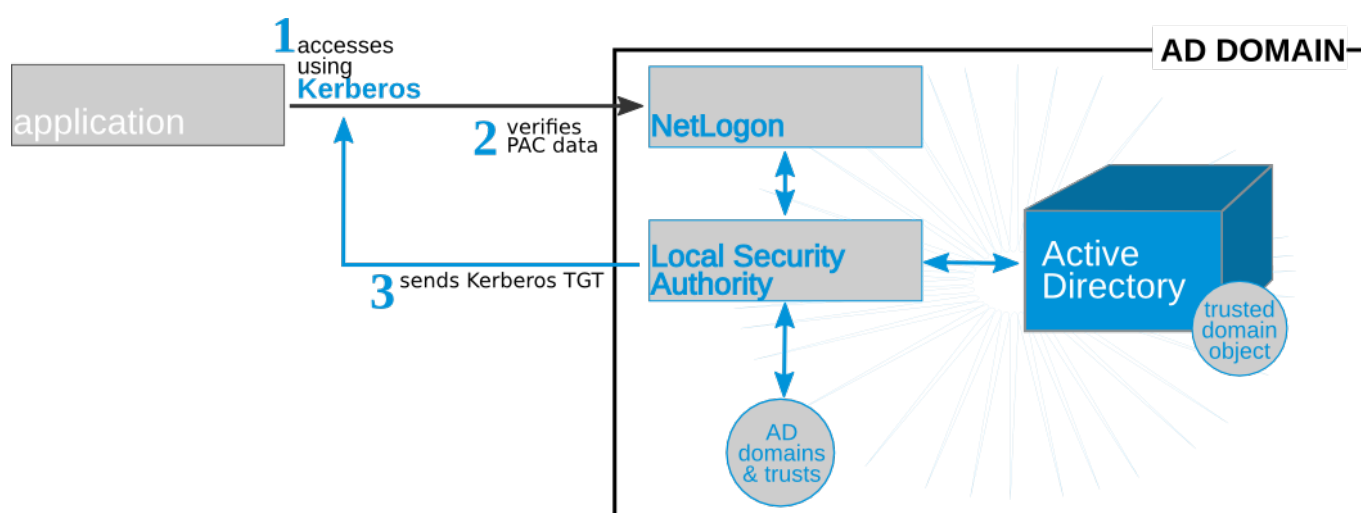 1 accesses
using
Kerberos
AD DOMAIN
application
2 verifies
PAC data
NetLogon
Local Security
Authority
3 sends Kerberos TGT
Active
Directory
trusted
domain
object
AD
domains
& trusts